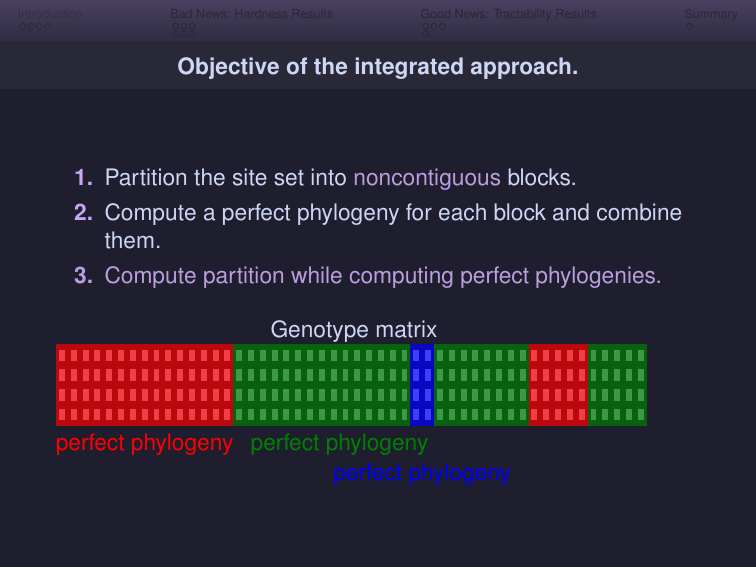 Introduction
Bad News: Hardness Results
Good News: Tractability Results
Summary
Objective of the integrated approach.
1. Partition the site set into noncontiguous blocks.
2. Compute a perfect phylogeny for each block and combine
them.
3. Compute partition while computing perfect phylogenies.
Genotype matrix
perfect phylogeny perfect phylogeny
perfect phylogeny